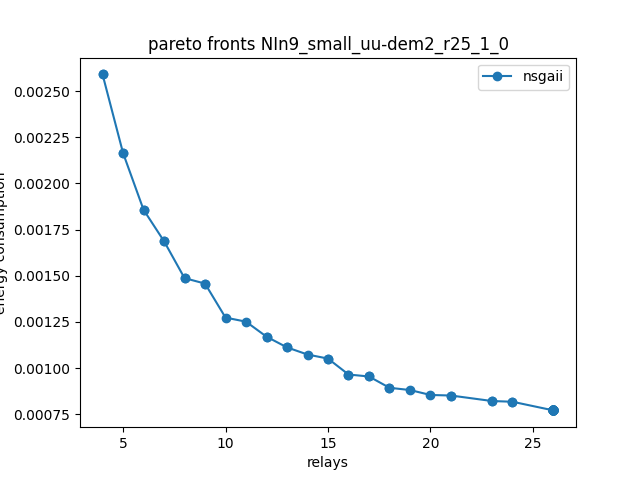 pareto fronts NIn9_small_uu-dem2_r25_1_0
nsgaii
0.00250
0.00225
0.00200
0.00175
0.00150
0.00125
0.00100
0.00075
energy consumption
5 10 15 20 25
relays